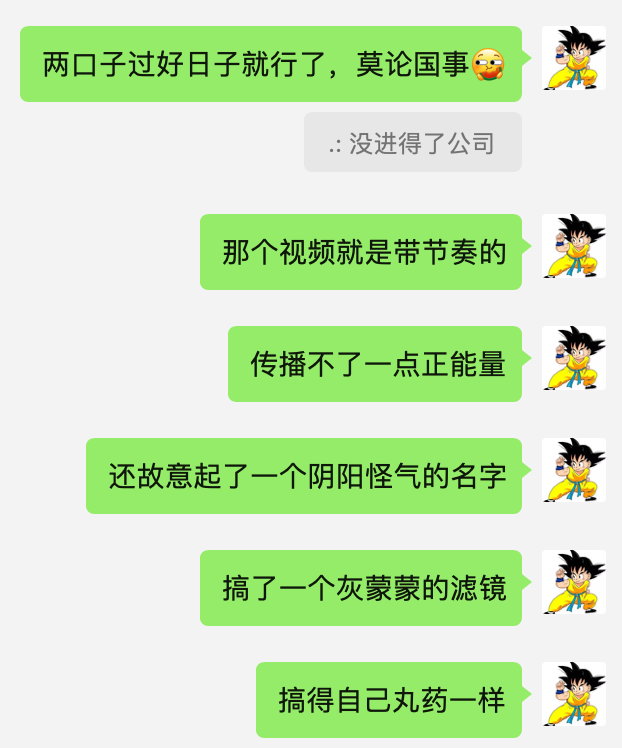 两口子过好日子就行了，莫论国事
.: 没进得了公司
那个视频就是带节奏的
传播不了一点正能量
还故意起了一个阴阳怪气的名字
搞了一个灰蒙蒙的滤镜
搞得自己丸药一样